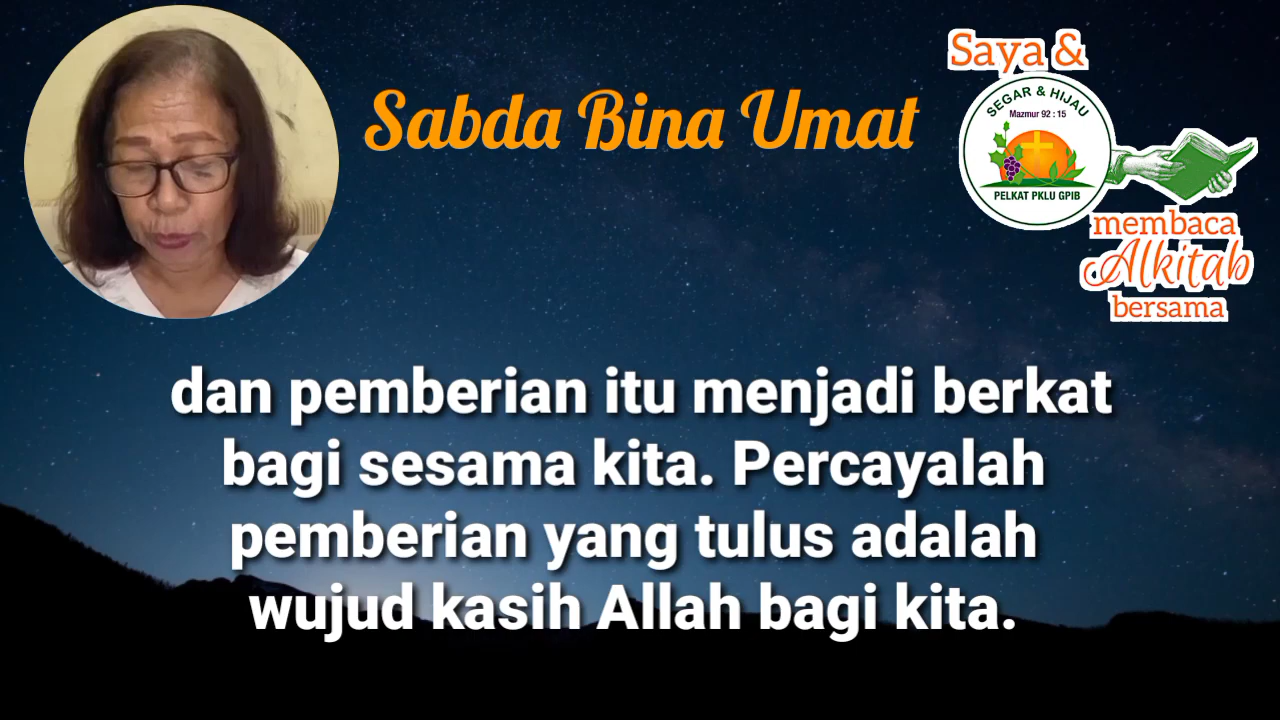 Sabda Bina Umat
Saya &
SEGAR & HIJAU
Mazmur 92 : 15
PELKAT PKLU GPIB
membaca
Alkitab
bersama
dan pemberian itu menjadi berkat
bagi sesama kita. Percayalah
pemberian yang tulus adalah
wujud kasih Allah bagi kita.